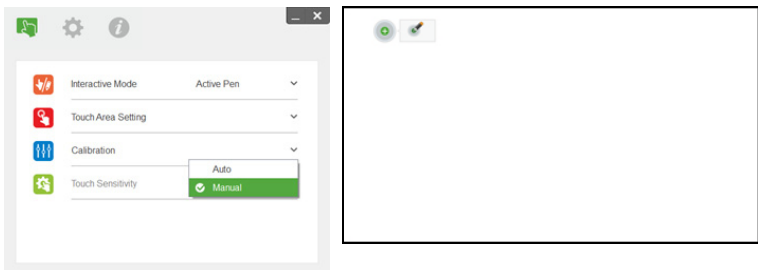 Interactive Mode Active Pen
Touch Area Setting
Calibration
Auto
Touch Sensitivity
Manual